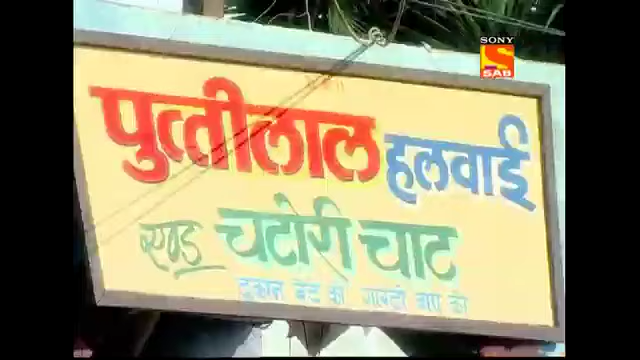 SONY
SAB
पुत्तीलाल हलवाई
एण्ड चटोरी चाट
दुकान बेटे की गारंटी बाप की